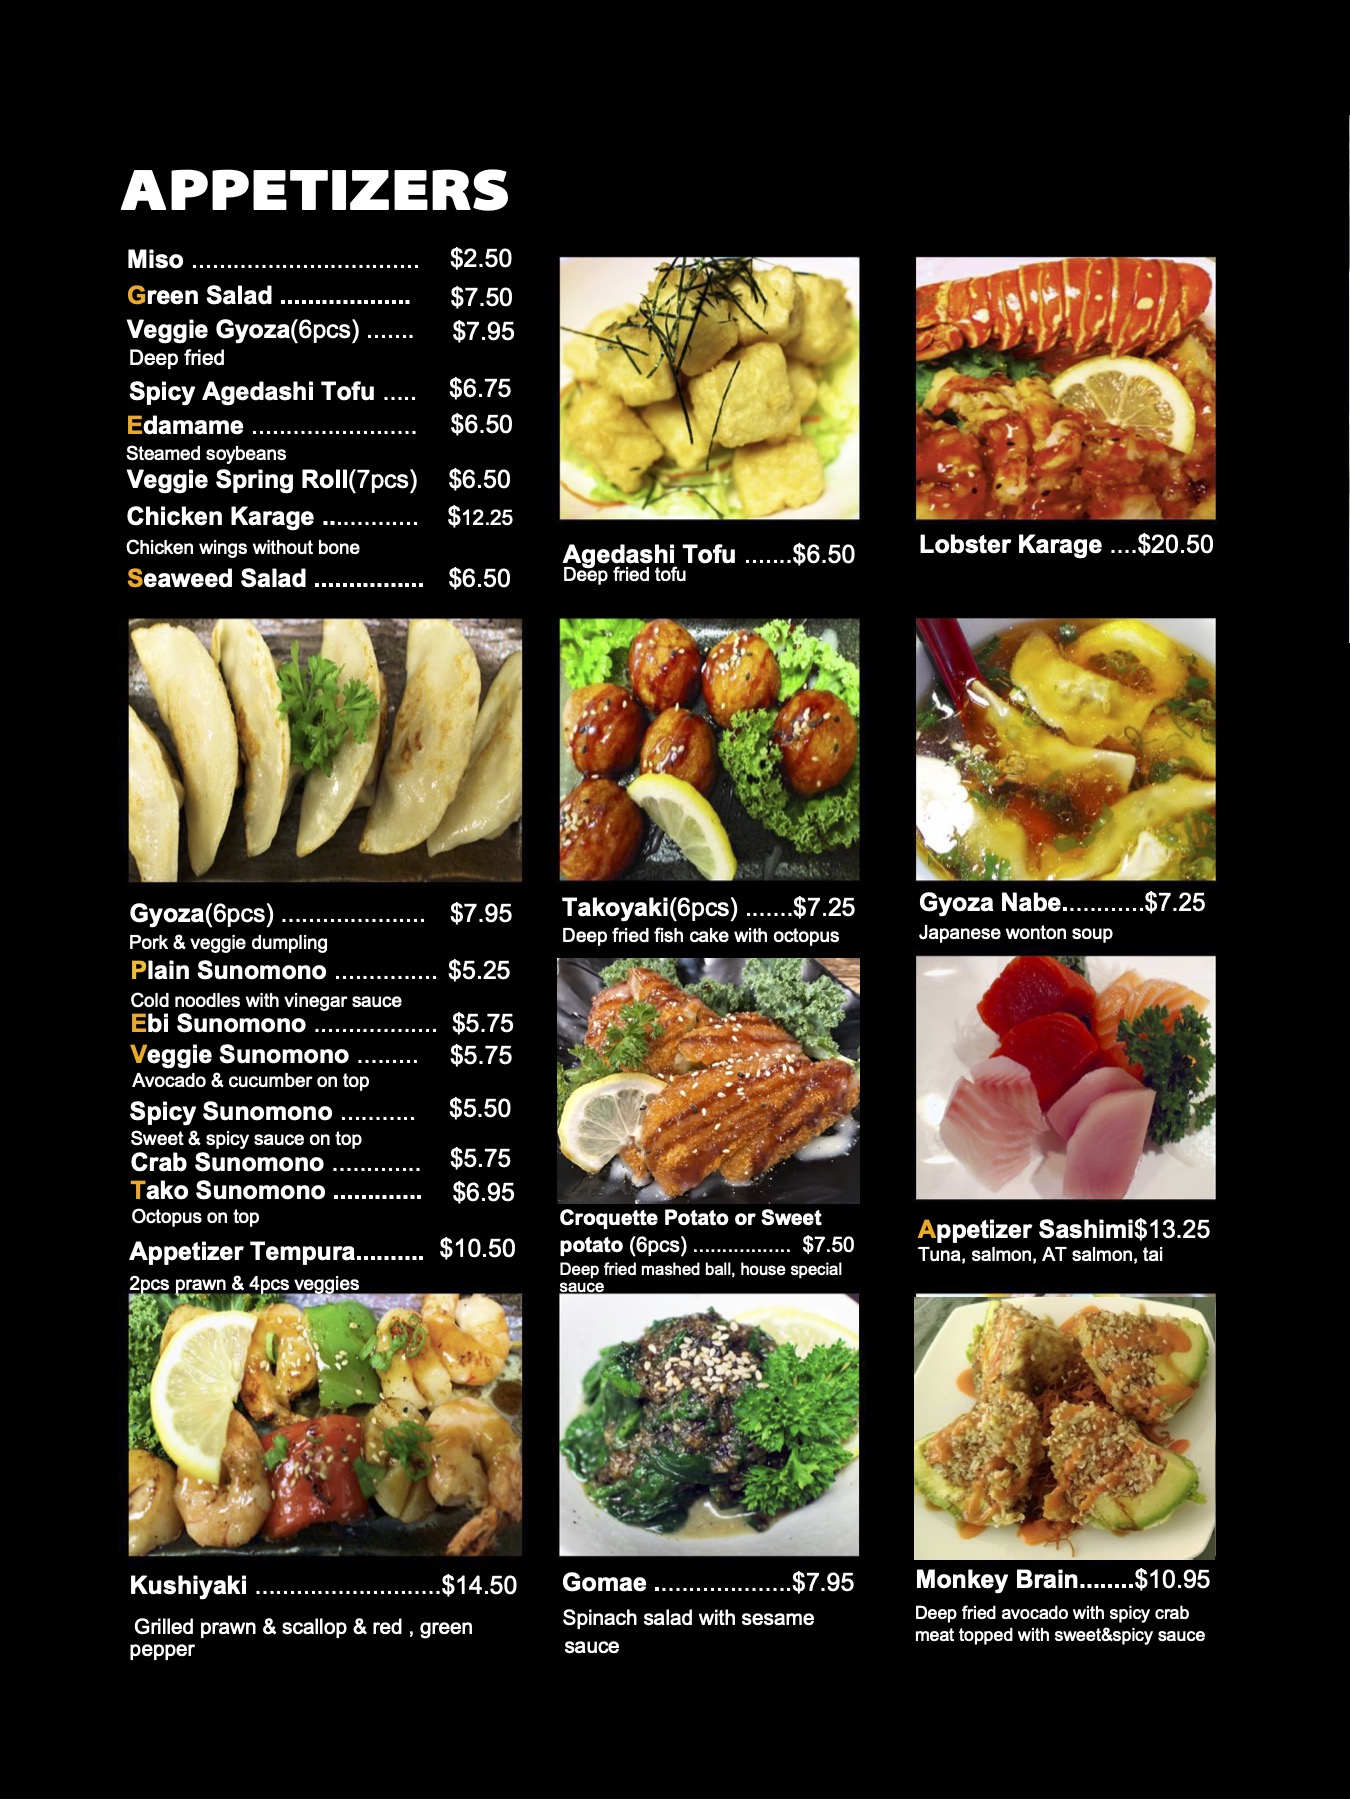 APPETIZERS
Miso ................................. $2.50
Green Salad ................... $7.50
Veggie Gyoza(6pcs) ....... $7.95
Deep fried
Spicy Agedashi Tofu ..... $6.75
Edamame ........................ $6.50
Steamed soybeans
Veggie Spring Roll(7pcs) $6.50
Chicken Karage .............. $12.25
Chicken wings without bone
Seaweed Salad ................ $6.50
Agedashi Tofu .......$6.50
Deep fried tofu
Lobster Karage ....$20.50
Gyoza(6pcs) ..................... $7.95
Pork & veggie dumpling
Plain Sunomono ............... $5.25
Cold noodles with vinegar sauce
Ebi Sunomono .................. $5.75
Veggie Sunomono ......... $5.75
Avocado & cucumber on top
Spicy Sunomono ........... $5.50
Sweet & spicy sauce on top
Crab Sunomono ............. $5.75
Tako Sunomono ............. $6.95
Octopus on top
Appetizer Tempura.......... $10.50
2pcs prawn & 4pcs veggies
Takoyaki(6pcs) .......$7.25
Deep fried fish cake with octopus
Gyoza Nabe............$7.25
Japanese wonton soup
Croquette Potato or Sweet
potato (6pcs) ................. $7.50
Deep fried mashed ball, house special
sauce
Appetizer Sashimi$13.25
Tuna, salmon, AT salmon, tai
Kushiyaki ...........................$14.50
Grilled prawn & scallop & red , green
pepper
Gomae ....................$7.95
Spinach salad with sesame
sauce
Monkey Brain........$10.95
Deep fried avocado with spicy crab
meat topped with sweet&spicy sauce